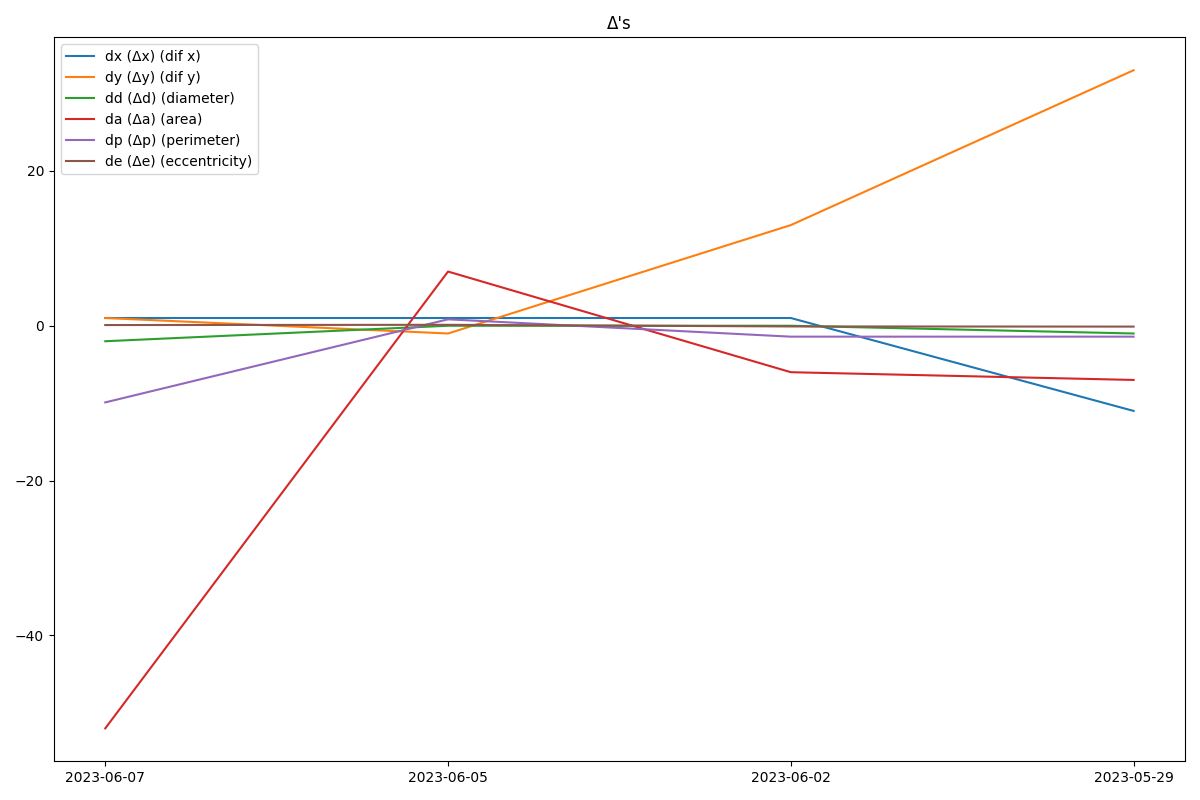 Δ's
dx (Δx) (dif x)
dy (Δy) (dif y)
dd (Δd) (diameter)
da (Δa) (area)
dp (Δp) (perimeter)
de (Δe) (eccentricity)
20
0
−20
−40
2023-06-07 2023-06-05 2023-06-02 2023-05-29